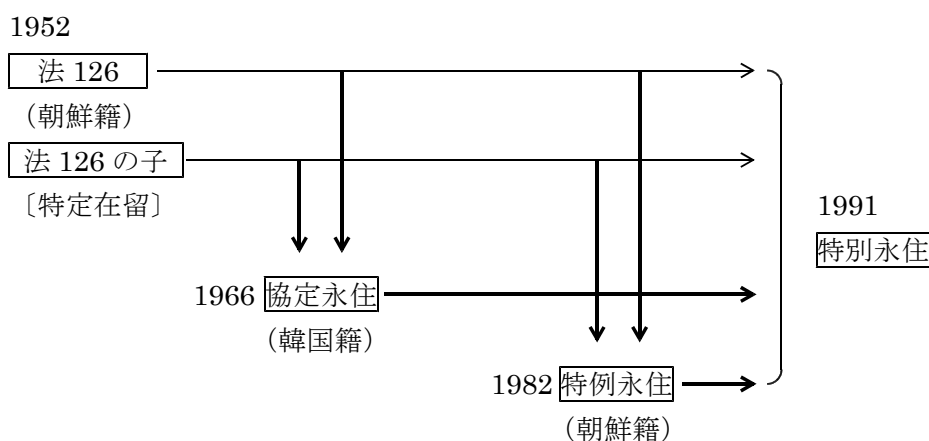 1952
法 126
（朝鮮籍）
法 126 の子
〔特定在留〕
1991
特別永住
1966 協定永住
（韓国籍）
1982 特例永住
（朝鮮籍）